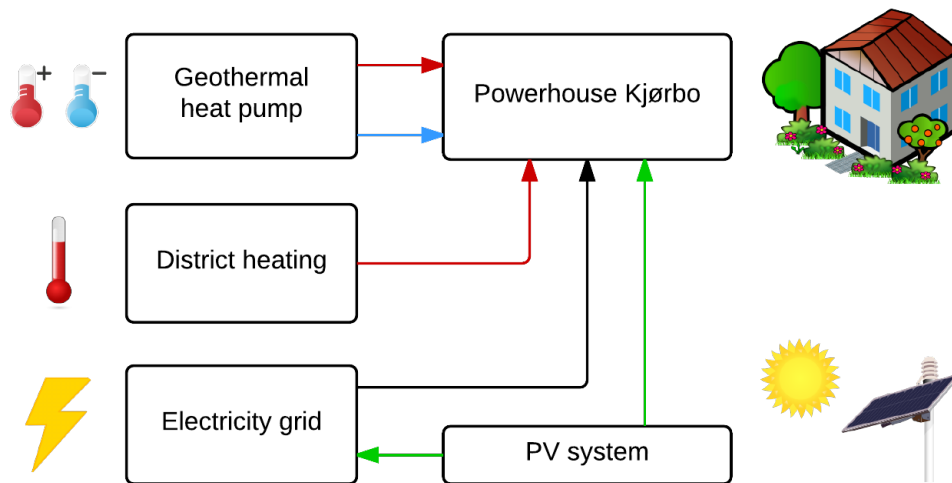 +
−
Geothermal
heat pump
Powerhouse Kjørbo
District heating
Electricity grid
PV system